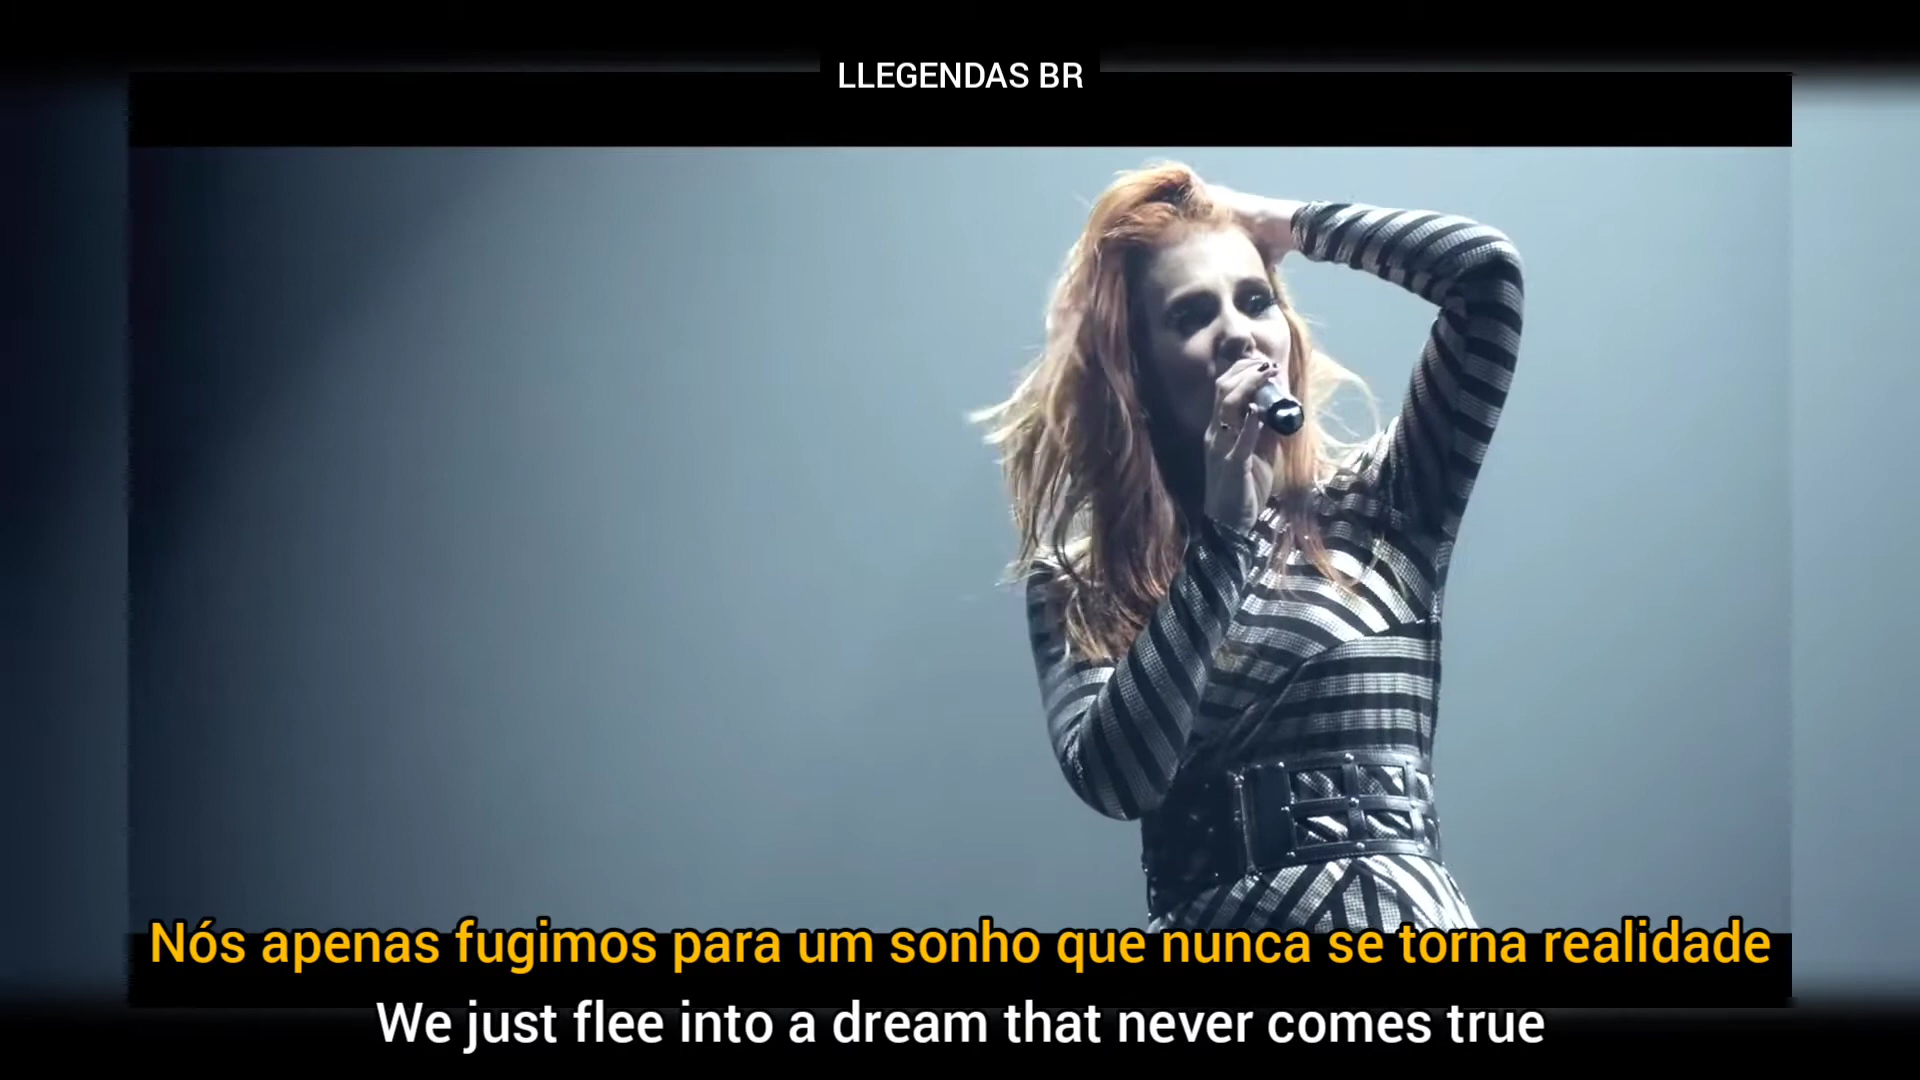 LLEGENDAS BR
Nós apenas fugimos para um sonho que nunca se torna realidade
We just flee into a dream that never comes true